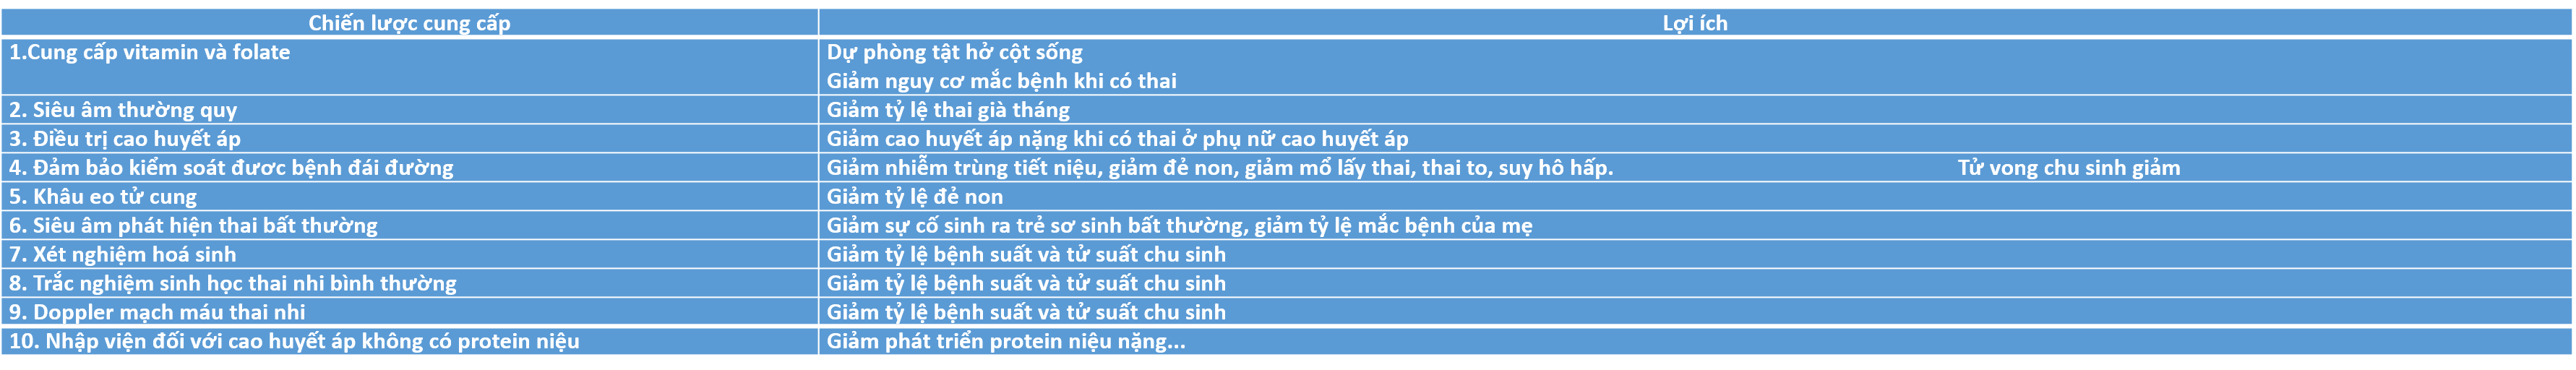 Chiến lược cung cấp Lợi ích
1.Cung cấp vitamin và folate Dự phòng tật hở cột sống
Giảm nguy cơ mắc bệnh khi có thai
2. Siêu âm thường quy Giảm tỷ lệ thai già tháng
3. Điều trị cao huyết áp Giảm cao huyết áp nặng khi có thai ở phụ nữ cao huyết áp
4. Đảm bảo kiểm soát đươc bệnh đái đường Giảm nhiễm trùng tiết niệu, giảm đẻ non, giảm mổ lấy thai, thai to, suy hô hấp. Tử vong chu sinh giảm
5. Khâu eo tử cung Giảm tỷ lệ đẻ non
6. Siêu âm phát hiện thai bất thường Giảm sự cố sinh ra trẻ sơ sinh bất thường, giảm tỷ lệ mắc bệnh của mẹ
7. Xét nghiệm hoá sinh Giảm tỷ lệ bệnh suất và tử suất chu sinh
8. Trắc nghiệm sinh học thai nhi bình thường Giảm tỷ lệ bệnh suất và tử suất chu sinh
9. Doppler mạch máu thai nhi Giảm tỷ lệ bệnh suất và tử suất chu sinh
10. Nhập viện đối với cao huyết áp không có protein niệu Giảm phát triển protein niệu nặng...